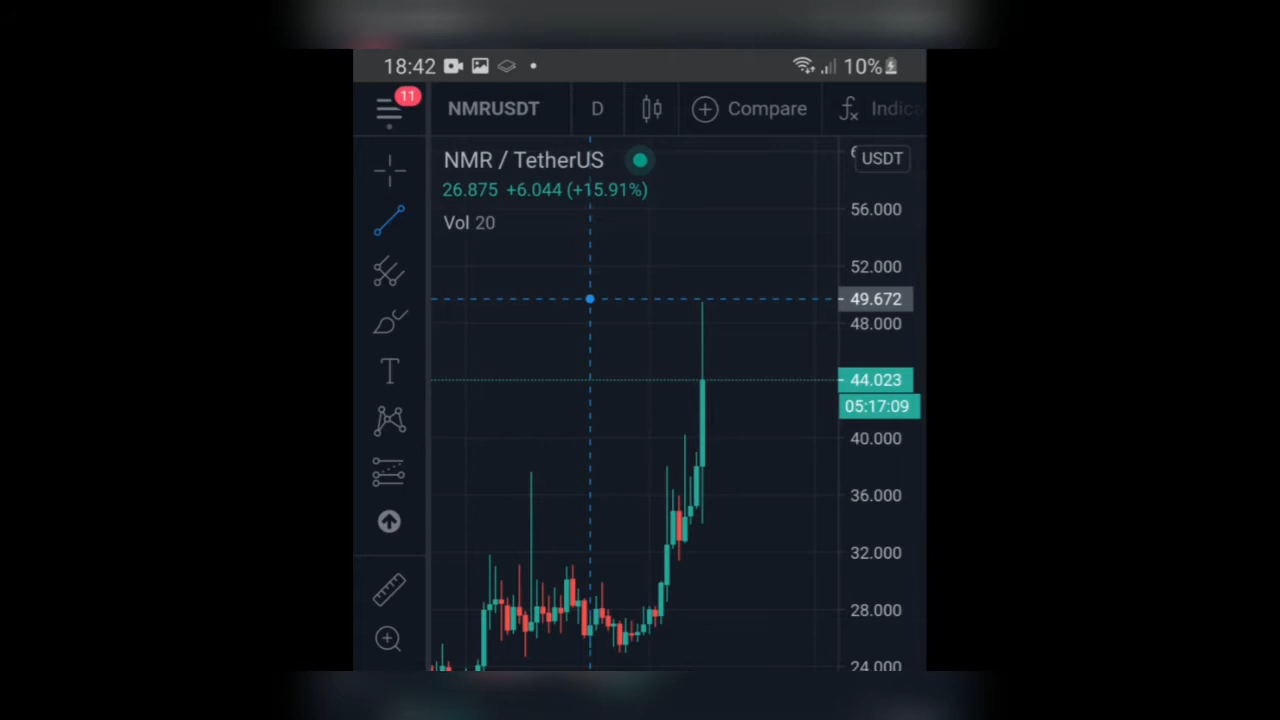 18:42 10%
11
NMRUSDT D Compare
NMR / TetherUS
USDT
26.875 +6.044 (+15.91%)
Vol 20
56.000
52.000
49.672
48.000
44.023
05:17:09
40.000
36.000
32.000
28.000
24.000